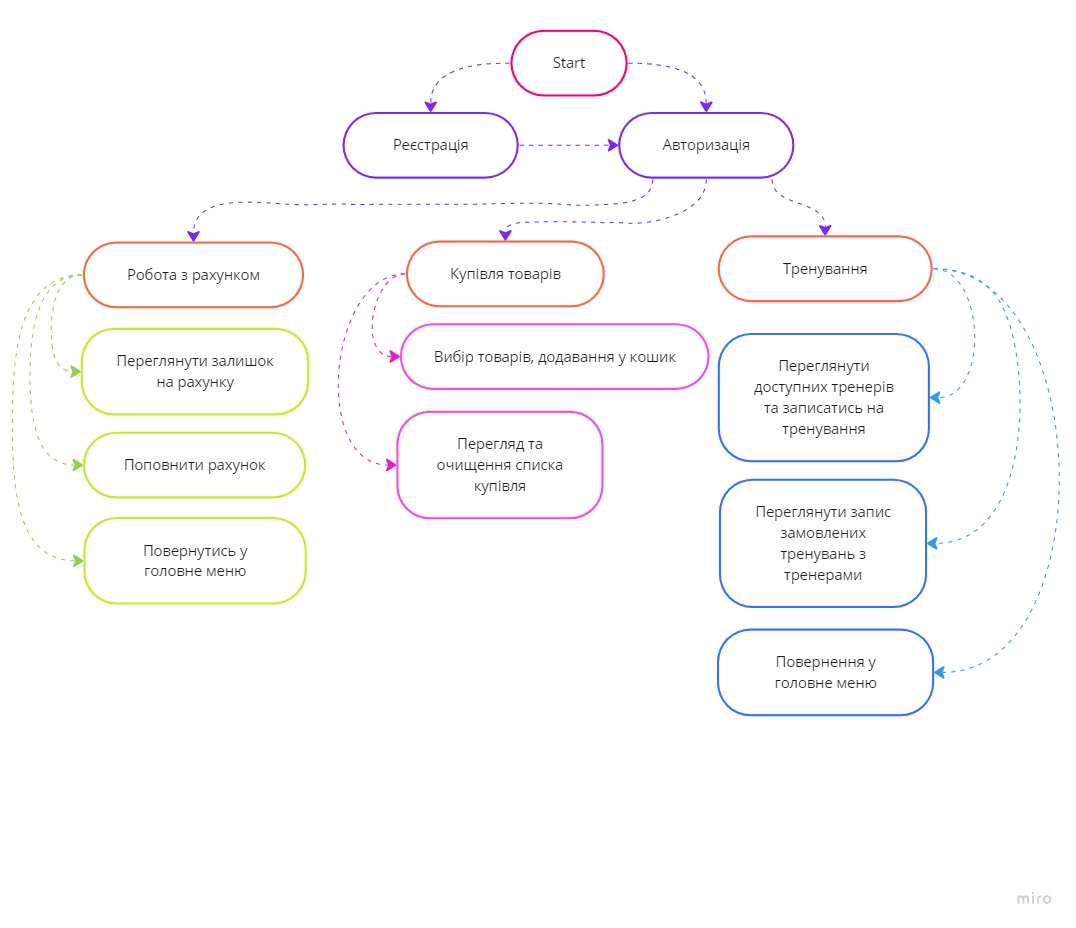 Start
Реєстрація
Авторизація
Робота з рахунком
Купівля товарів
Тренування
Переглянути залишок
на рахунку
Поповнити рахунок
Повернутись у
головне меню
Вибір товарів, додавання у кошик
Перегляд та
очищення списка
купівля
Переглянути
доступних тренерів
та записатись на
тренування
Переглянути запис
замовлених
тренувань з
тренерами
Повернення у
головне меню
miro